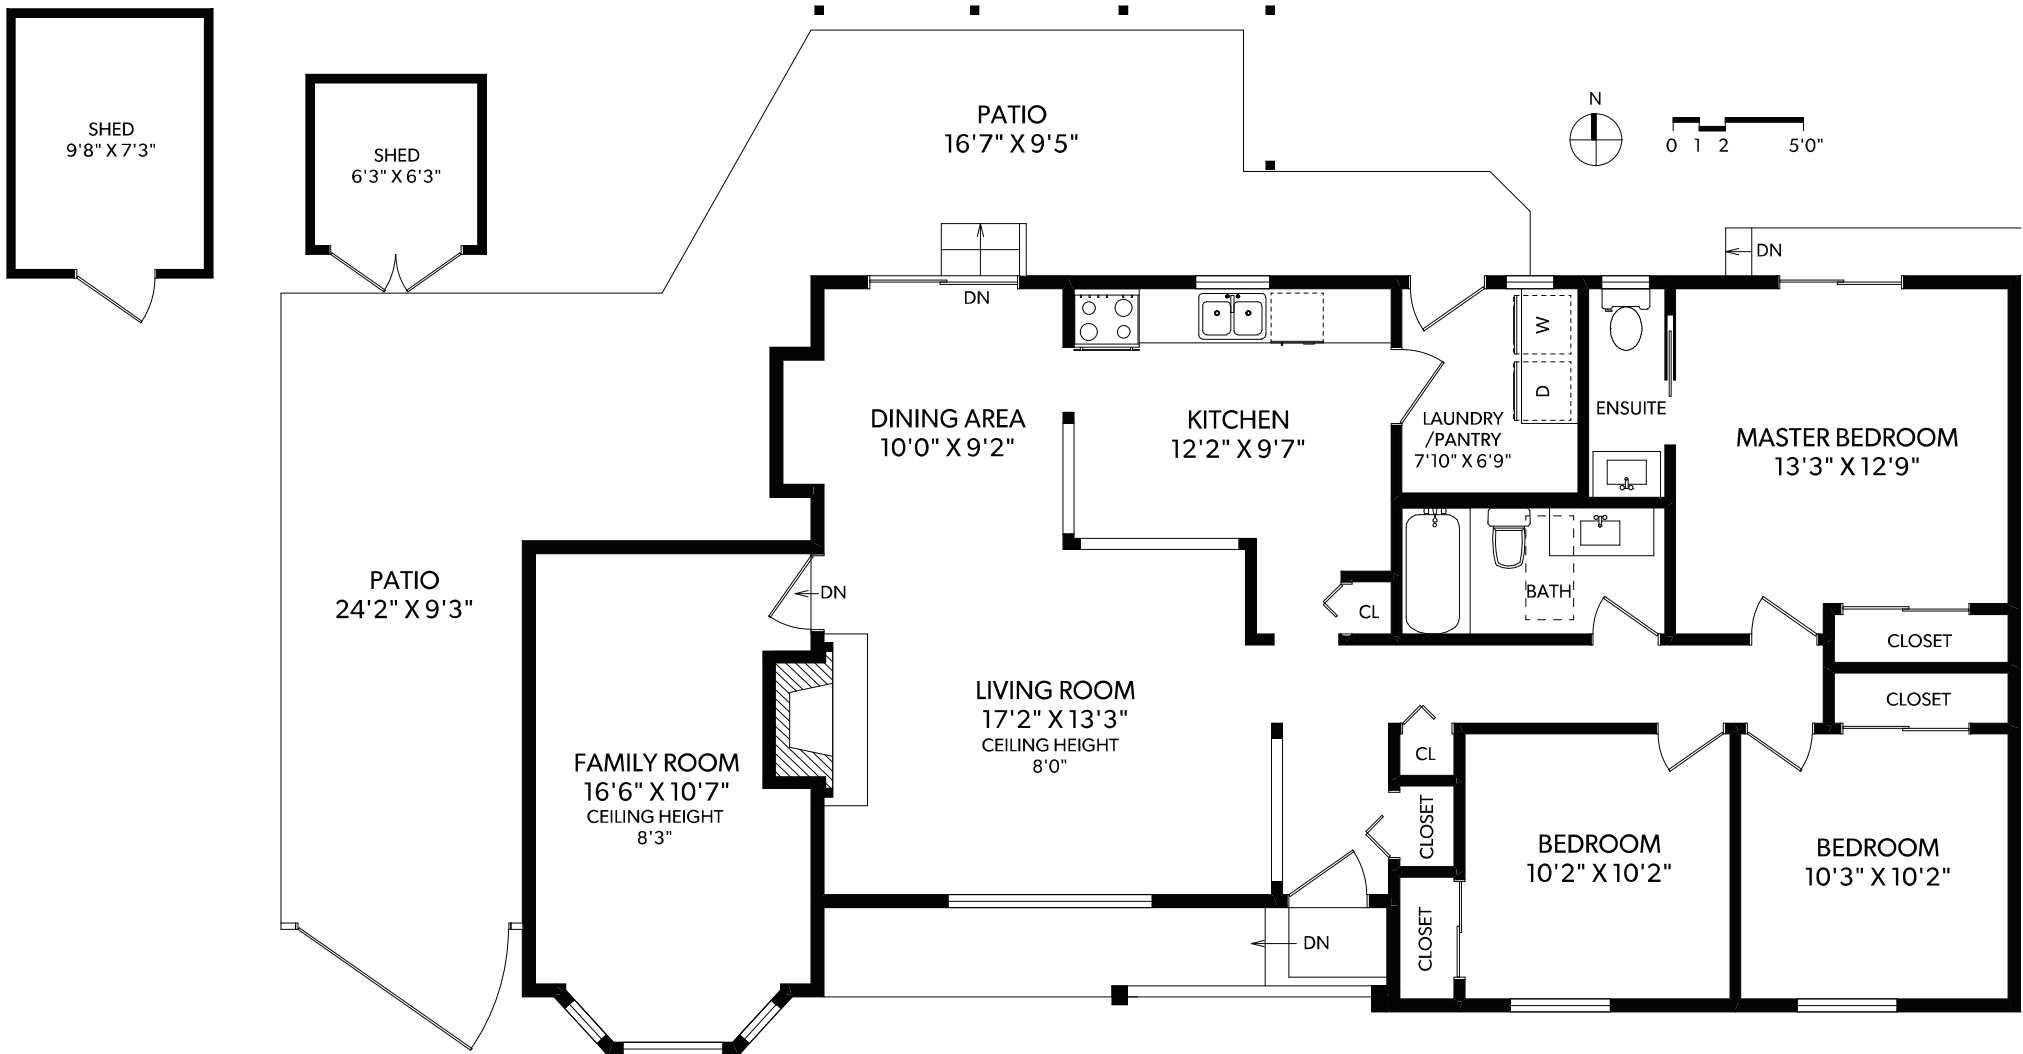 SHED
9'8" X 7'3"
SHED
6'3" X 6'3"
PATIO
16'7" X 9'5"
N
0 1 2 5'0"
DN
DN
W
D
DINING AREA
10'0" X 9'2"
KITCHEN
12'2" X 9'7"
LAUNDRY
/PANTRY
7'10" X 6'9"
ENSUITE
MASTER BEDROOM
13'3" X 12'9"
PATIO
24'2" X 9'3"
DN
CL
BATH
CLOSET
CLOSET
LIVING ROOM
17'2" X 13'3"
CEILING HEIGHT
8'0"
FAMILY ROOM
16'6" X 10'7"
CEILING HEIGHT
8'3"
CL
CLOSET
BEDROOM
10'2" X 10'2"
BEDROOM
10'3" X 10'2"
CLOSET
DN